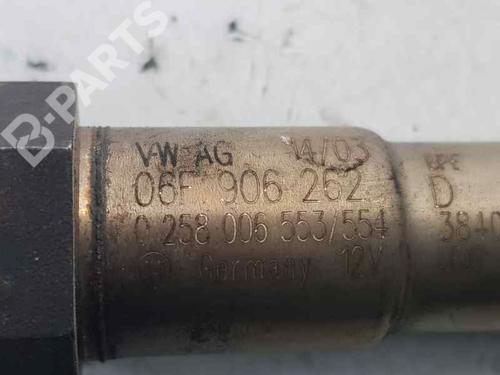 B-PARTS
VW AG 14/03
06F 906 262 D
0 258 006 553/554 3840
Germany 12V